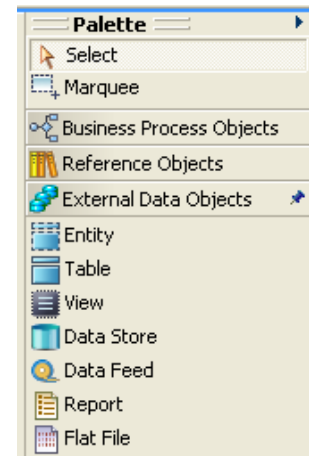 Palette
Select
Marquee
Business Process Objects
Reference Objects
External Data Objects
Entity
Table
View
Data Store
Data Feed
Report
Flat File